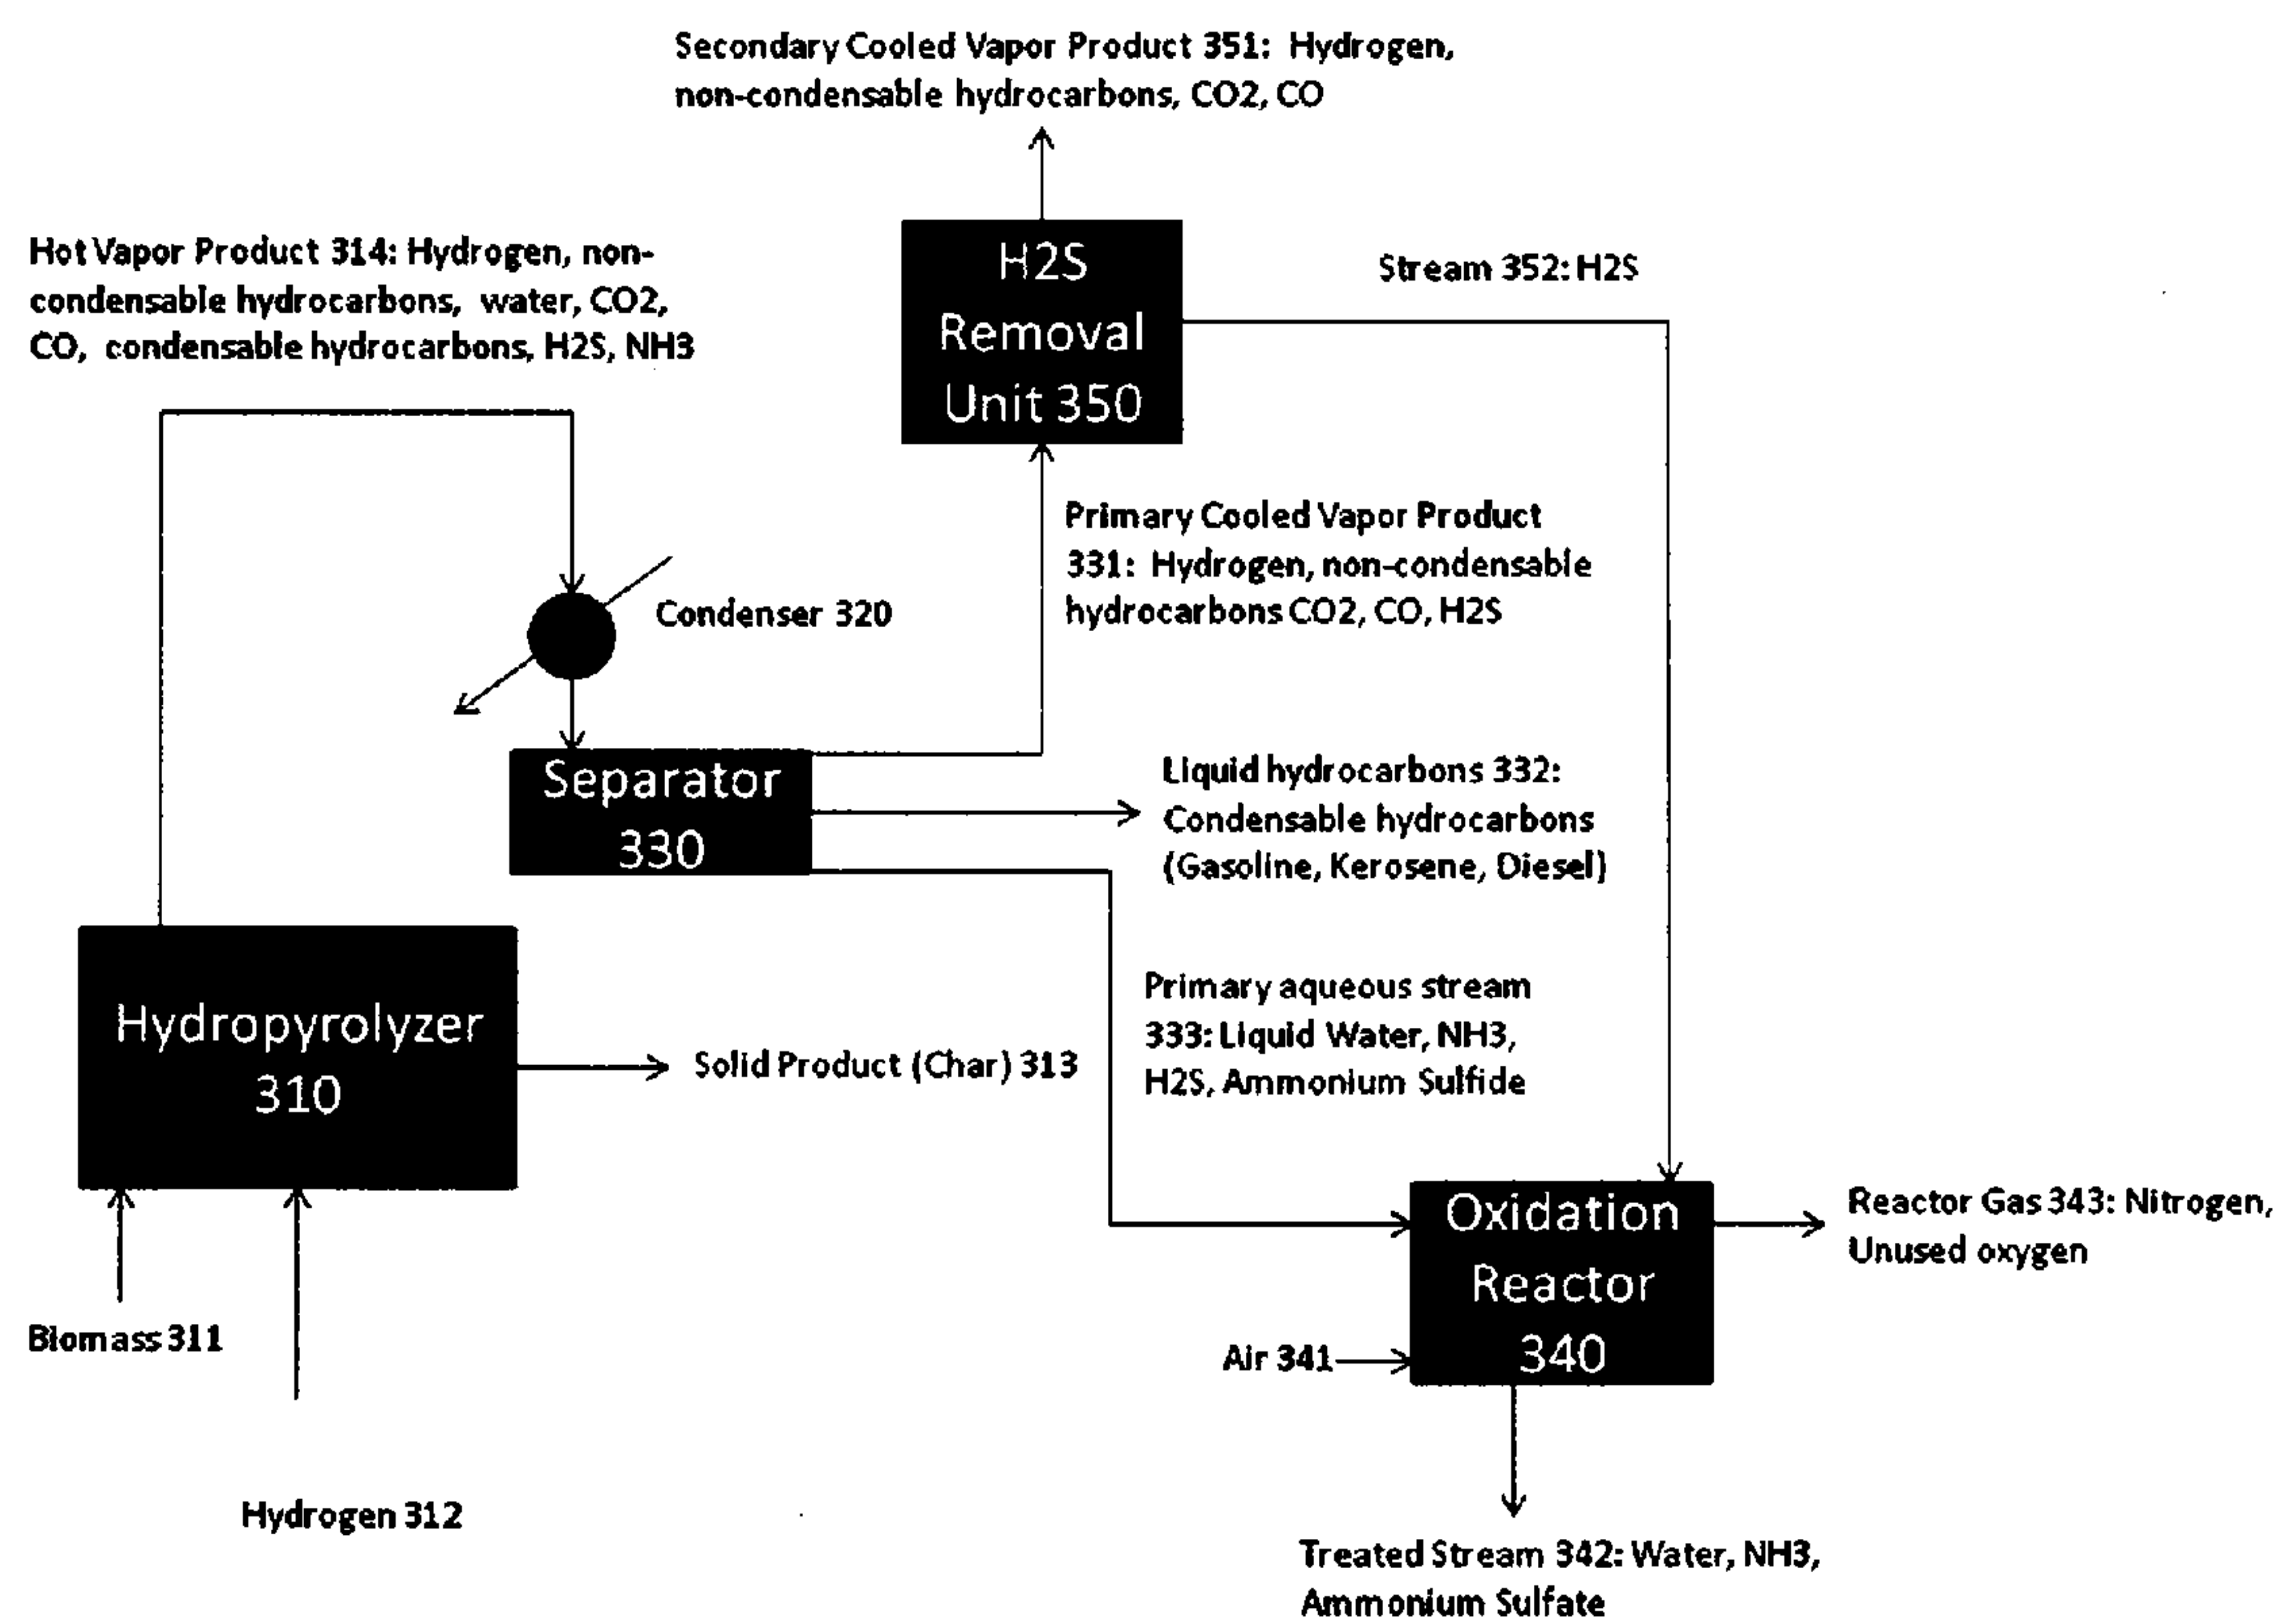 Secondary Cooled Vapor Product 351: Hydrogen,
non-condensable hydrocarbons, CO2, CO
Hot Vapor Product 314: Hydrogen, non-
condensable hydrocarbons, water, CO2,
CO, condensable hydrocarbons, H2S, NH3
H2S
Removal
Unit 350
Stream 352: H2S
Primary Cooled Vapor Product
331: Hydrogen, non-condensable
hydrocarbons CO2, CO, H2S
Condenser 320
Separator
330
Liquid hydrocarbons 332:
Condensable hydrocarbons
(Gasoline, Kerosene, Diesel)
Hydropyrolyzer
310
Solid Product (Char) 313
Primary aqueous stream
333: Liquid Water, NH3,
H2S, Ammonium Sulfide
Biomass 311
Hydrogen 312
Oxidation
Reactor
340
Air 341
Reactor Gas 343: Nitrogen,
Unused oxygen
Treated Stream 342: Water, NH3,
Ammonium Sulfate